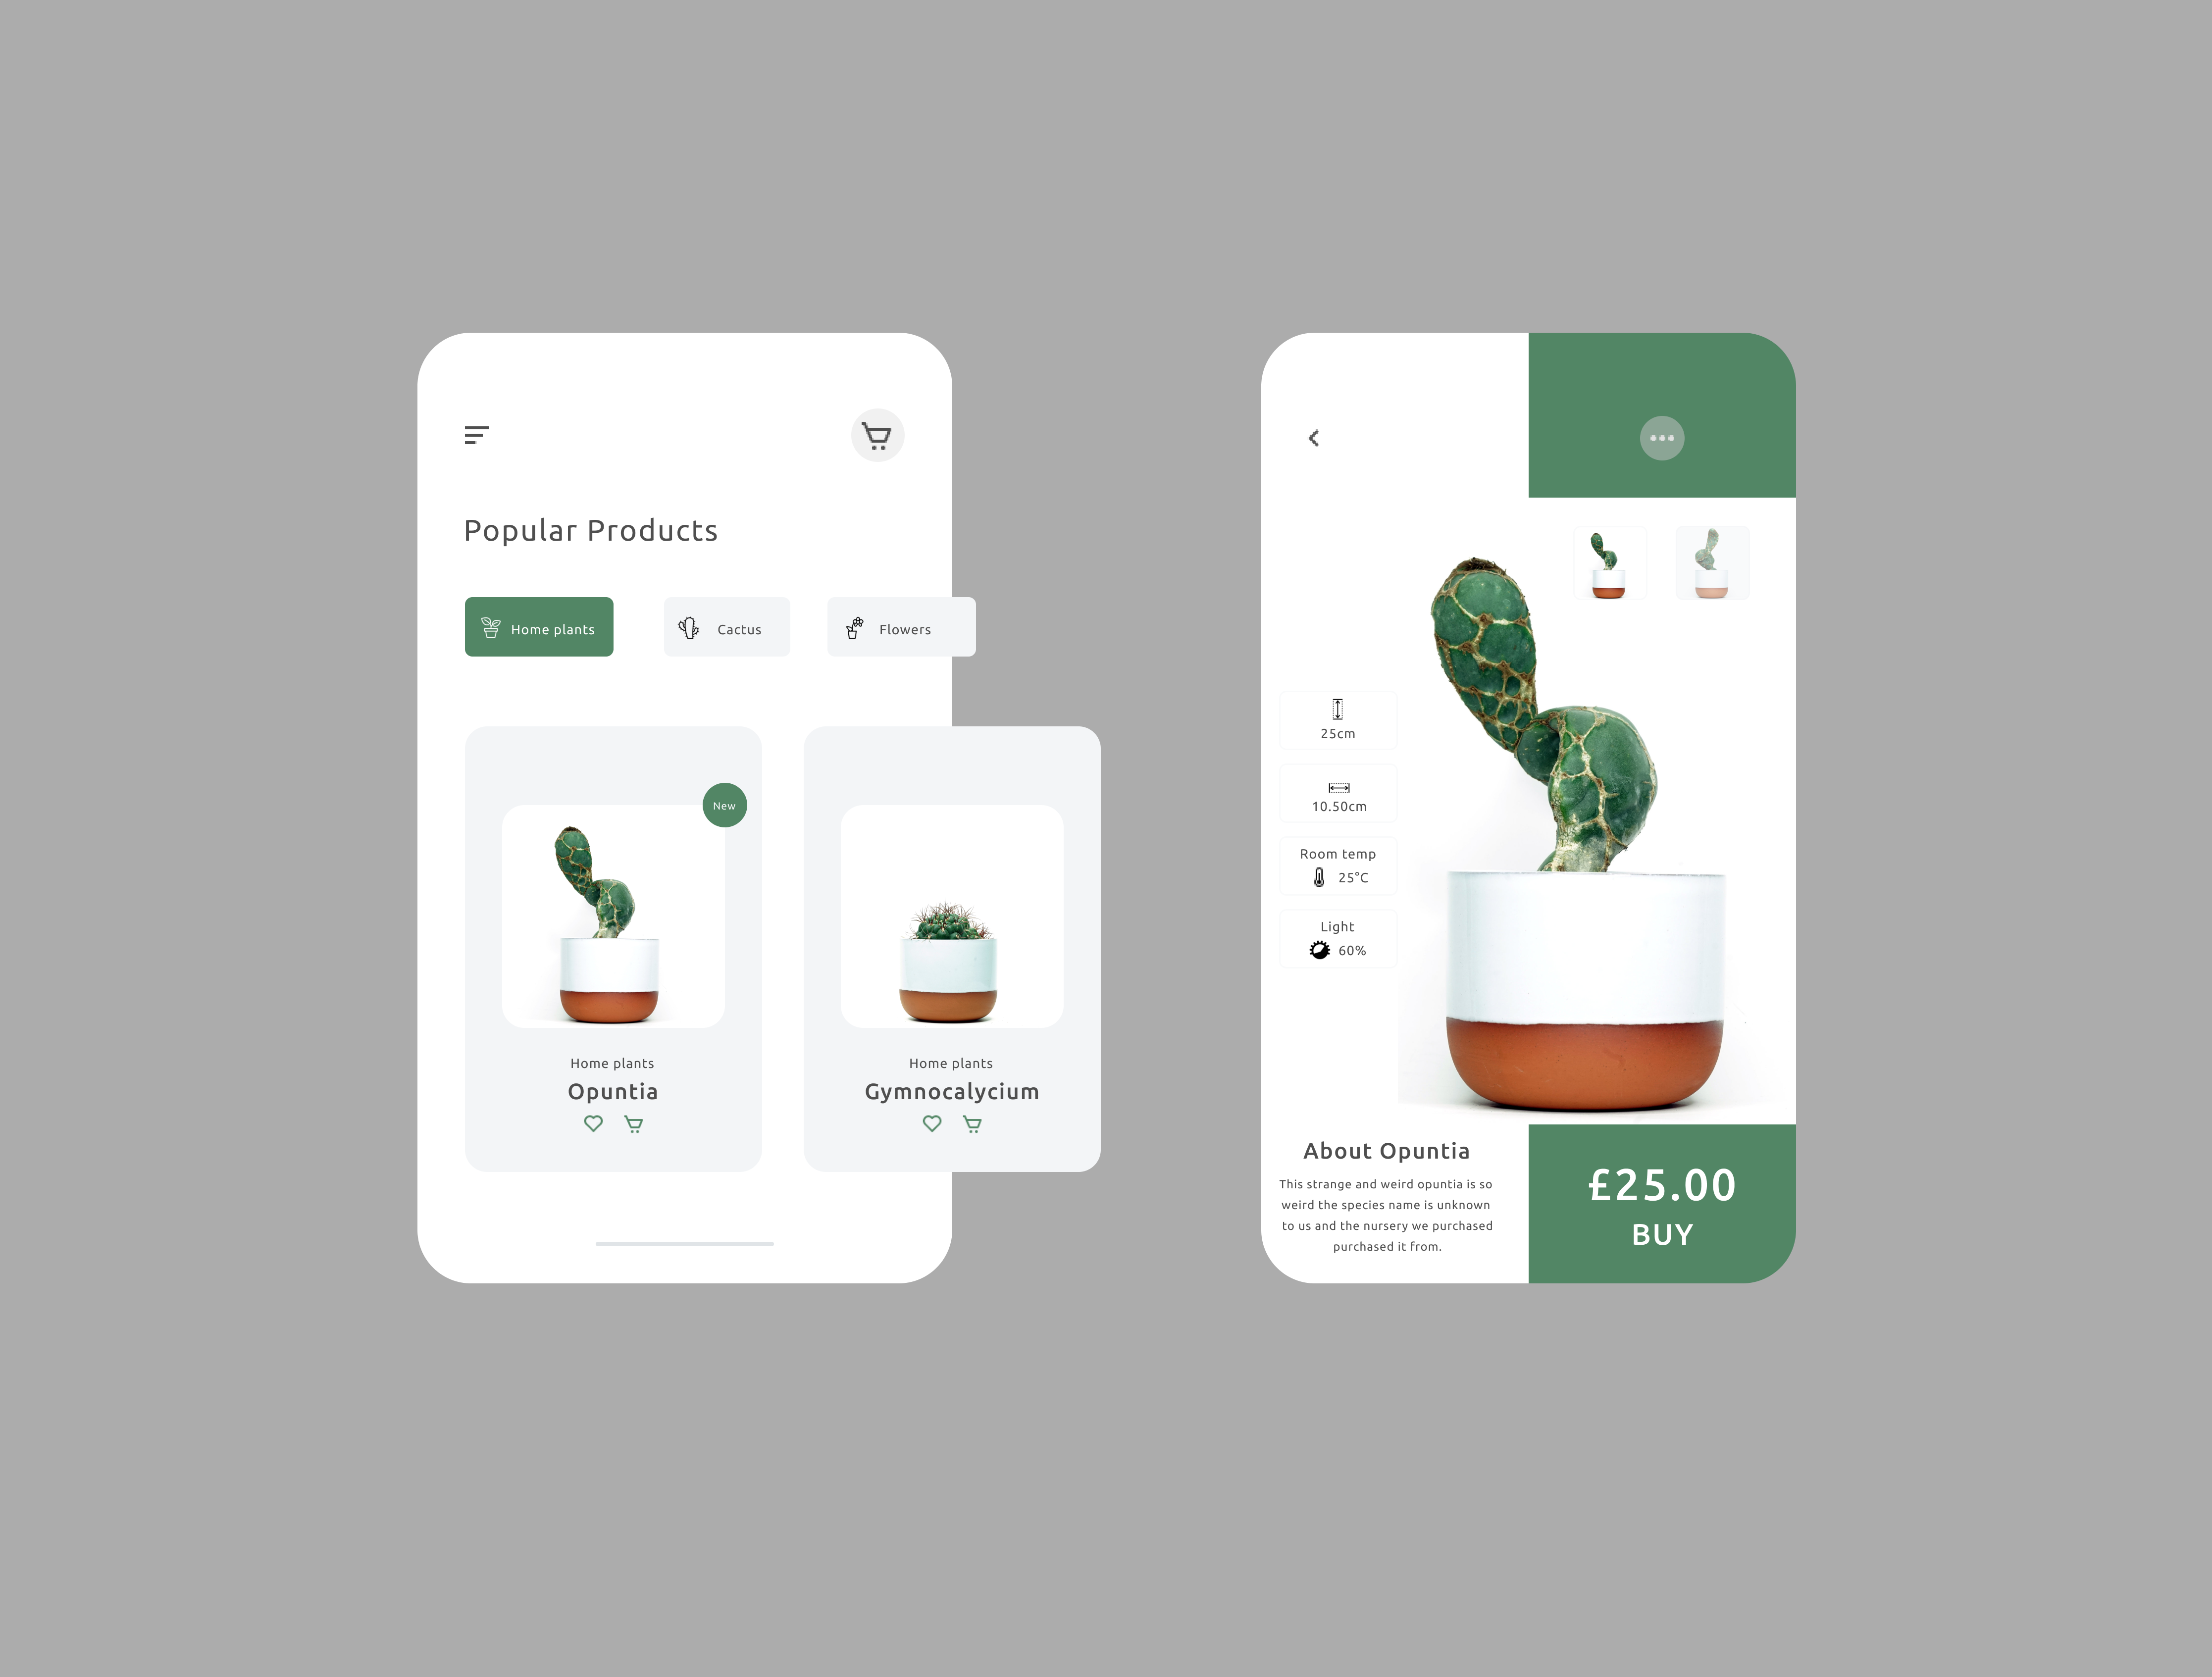 Popular Products
Home plants
Cactus
Flowers
New
Home plants
Opuntia
Home plants
Gymnocalycium
25cm
10.50cm
Room temp
25°C
Light
60%
About Opuntia
This strange and weird opuntia is so
weird the species name is unknown
to us and the nursery we purchased
purchased it from.
£25.00
BUY